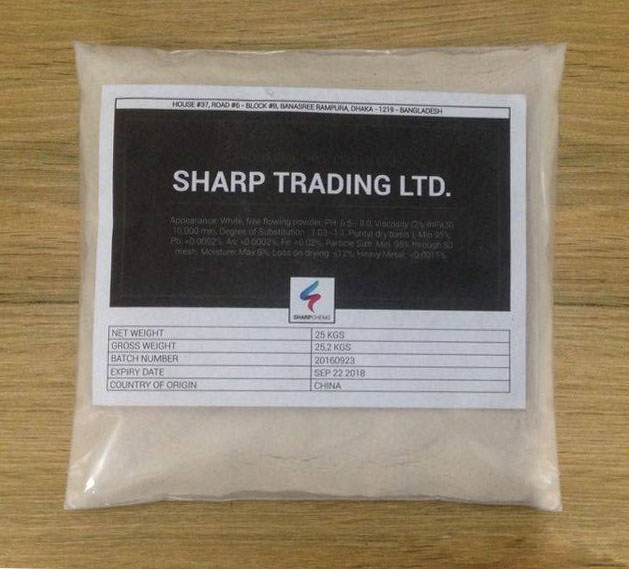 HOUSE #37, ROAD #6 - BLOCK #B, BANASREE RAMPURA, DHAKA - 1219 - BANGLADESH
SHARP TRADING LTD.
Appearance: White, free flowing powder, PH: 6.5 - 8.0, Viscosity (2% mPa.s)
10,000 min, Degree of Substitution : 1.03 -1.1, Purity( dry basis ), Min 95%,
Pb: <0.0002%, As: <0.0002%, Fe: <0.03%, Particle Size: Min. 95% through 80
mesh, Moisture: Max 8%, Loss on drying: ≤12%, Heavy Metal: <0.0015%
SHARPCHEMS
NET WEIGHT 25 KGS
GROSS WEIGHT 25,2 KGS
BATCH NUMBER 20160923
EXPIRY DATE SEP 22 2018
COUNTRY OF ORIGIN CHINA